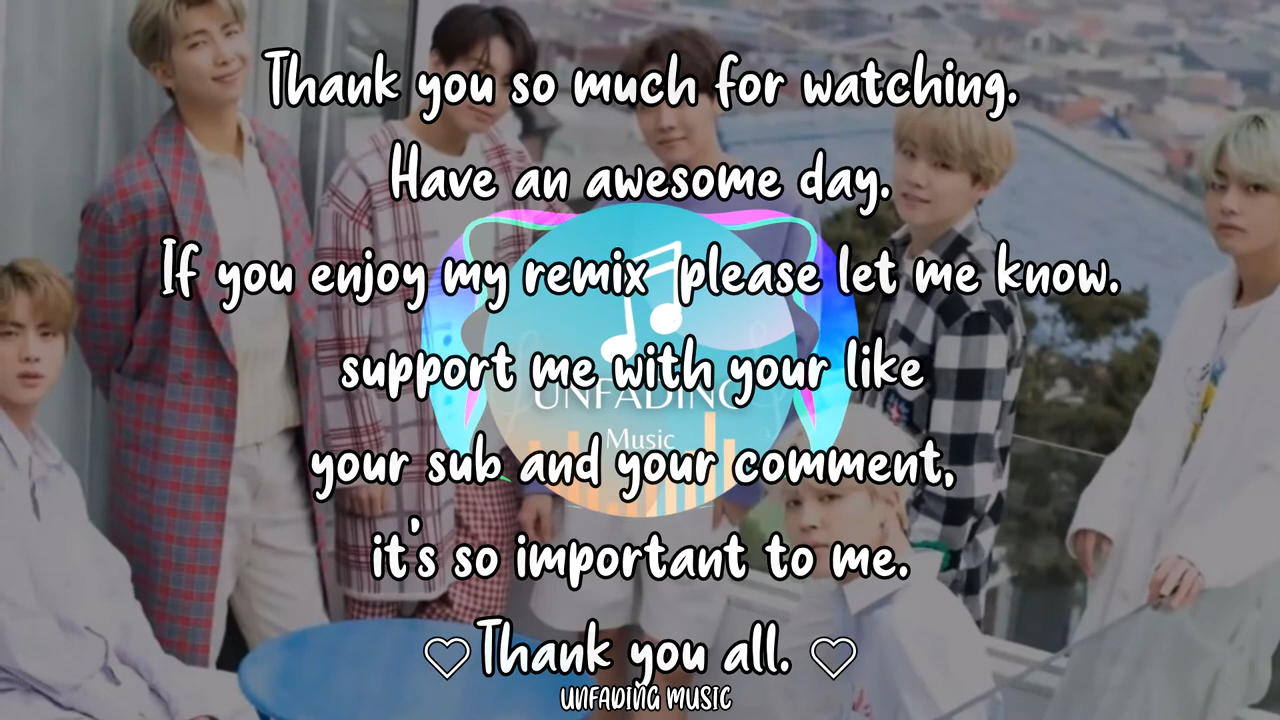 Thank you so much for watching.
Have an awesome day.
If you enjoy my remix please let me know.
support me with your like
UNFADING
Music
your sub and your comment,
it's so important to me.
♡Thank you all. ♡
UNFADING MUSIC